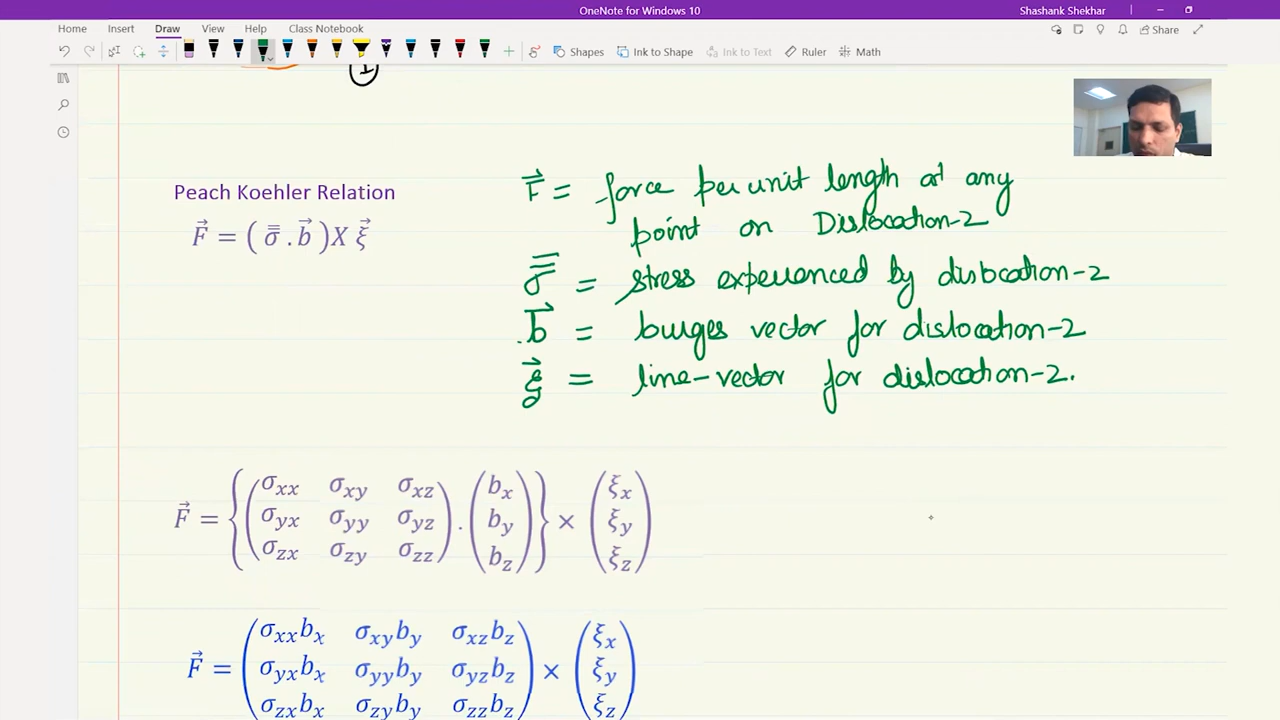 OneNote for Windows 10
Shashank Shekhar
Home Insert Draw View Help Class Notebook
Share
Shapes Ink to Shape Ink to Text Ruler Math
1
Peach Koehler Relation
F⃗ = ( σ̿ . b⃗ ) X ξ⃗
F⃗ = force per unit length at any
point on Dislocation-2
σ̿ = stress experienced by dislocation-2
b⃗ = burges vector for dislocation-2
ξ⃗ = line-vector for dislocation-2.
F⃗ = { ( σxx σxy σxz
σyx σyy σyz
σzx σzy σzz ) . ( bx
by
bz ) } × ( ξx
ξy
ξz )
F⃗ = ( σxxbx σxyby σxzbz
σyxbx σyyby σyzbz
σzxbx σzyby σzzbz ) × ( ξx
ξy
ξz )